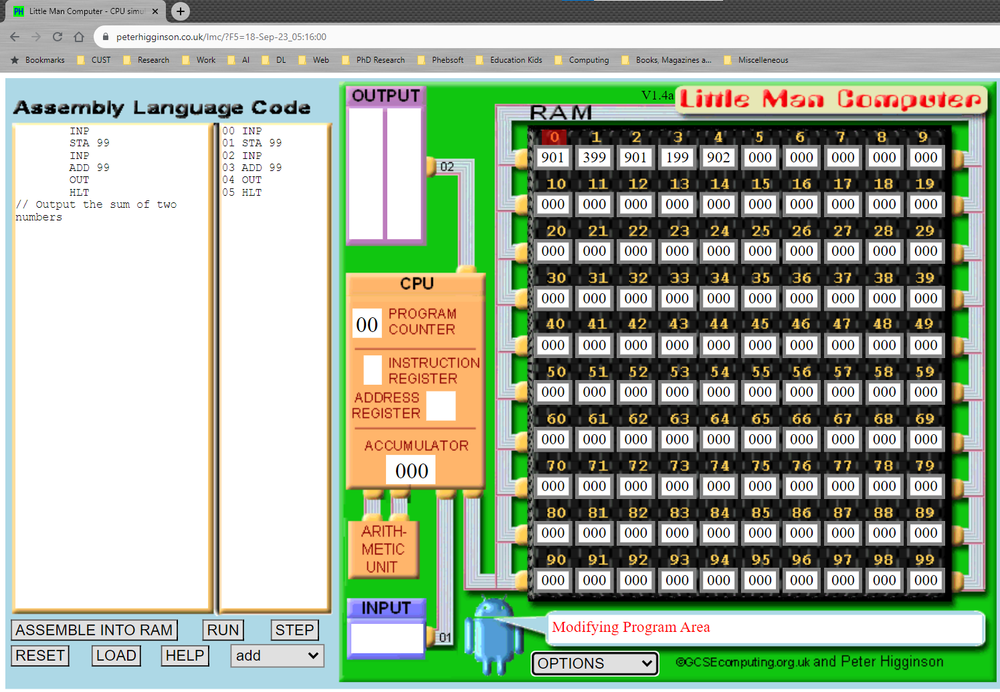 Little Man Computer - CPU simu
peterhigginson.co.uk/lmc/?F5=18-Sep-23_05:16:00
Bookmarks CUST Research Work AI DL Web PhD Research Phebsoft Education Kids Computing Books, Magazines a... Miscelleneous
Assembly Language Code
INP
STA 99
INP
ADD 99
OUT
HLT
// Output the sum of two
numbers
00 INP
01 STA 99
02 INP
03 ADD 99
04 OUT
05 HLT
ASSEMBLE INTO RAM RUN STEP
RESET LOAD HELP add
OUTPUT
02
CPU
00 PROGRAM
COUNTER
INSTRUCTION
REGISTER
ADDRESS
REGISTER
ACCUMULATOR
000
ARITH-
METIC
UNIT
INPUT
01
V1.4a Little Man Computer
RAM
0 1 2 3 4 5 6 7 8 9
901 399 901 199 902 000 000 000 000 000
10 11 12 13 14 15 16 17 18 19
000 000 000 000 000 000 000 000 000 000
20 21 22 23 24 25 26 27 28 29
000 000 000 000 000 000 000 000 000 000
30 31 32 33 34 35 36 37 38 39
000 000 000 000 000 000 000 000 000 000
40 41 42 43 44 45 46 47 48 49
000 000 000 000 000 000 000 000 000 000
50 51 52 53 54 55 56 57 58 59
000 000 000 000 000 000 000 000 000 000
60 61 62 63 64 65 66 67 68 69
000 000 000 000 000 000 000 000 000 000
70 71 72 73 74 75 76 77 78 79
000 000 000 000 000 000 000 000 000 000
80 81 82 83 84 85 86 87 88 89
000 000 000 000 000 000 000 000 000 000
90 91 92 93 94 95 96 97 98 99
000 000 000 000 000 000 000 000 000 000
Modifying Program Area
OPTIONS
©GCSEcomputing.org.uk and Peter Higginson